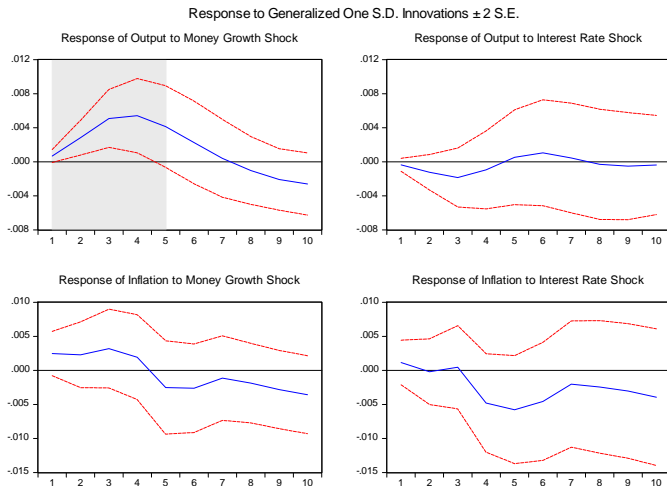 Response to Generalized One S.D. Innovations ± 2 S.E.
Response of Output to Money Growth Shock
.012
.008
.004
.000
-.004
-.008
1 2 3 4 5 6 7 8 9 10
Response of Output to Interest Rate Shock
.012
.008
.004
.000
-.004
-.008
1 2 3 4 5 6 7 8 9 10
Response of Inflation to Money Growth Shock
.010
.005
.000
-.005
-.010
-.015
1 2 3 4 5 6 7 8 9 10
Response of Inflation to Interest Rate Shock
.010
.005
.000
-.005
-.010
-.015
1 2 3 4 5 6 7 8 9 10